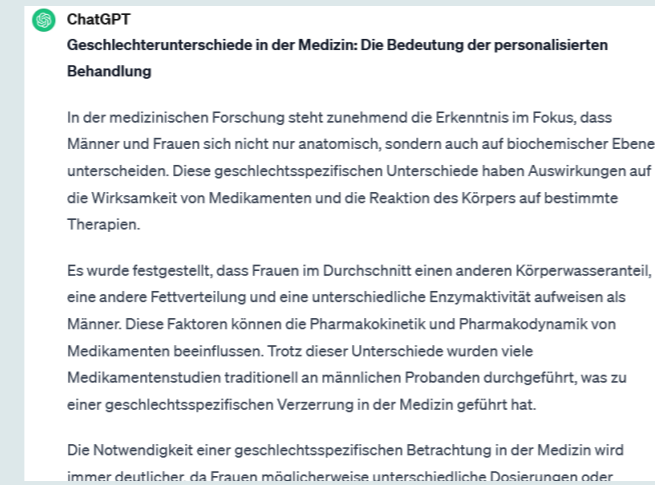 ChatGPT
Geschlechterunterschiede in der Medizin: Die Bedeutung der personalisierten
Behandlung
In der medizinischen Forschung steht zunehmend die Erkenntnis im Fokus, dass
Männer und Frauen sich nicht nur anatomisch, sondern auch auf biochemischer Ebene
unterscheiden. Diese geschlechtsspezifischen Unterschiede haben Auswirkungen auf
die Wirksamkeit von Medikamenten und die Reaktion des Körpers auf bestimmte
Therapien.
Es wurde festgestellt, dass Frauen im Durchschnitt einen anderen Körperwasseranteil,
eine andere Fettverteilung und eine unterschiedliche Enzymaktivität aufweisen als
Männer. Diese Faktoren können die Pharmakokinetik und Pharmakodynamik von
Medikamenten beeinflussen. Trotz dieser Unterschiede wurden viele
Medikamentenstudien traditionell an männlichen Probanden durchgeführt, was zu
einer geschlechtsspezifischen Verzerrung in der Medizin geführt hat.
Die Notwendigkeit einer geschlechtsspezifischen Betrachtung in der Medizin wird
immer deutlicher, da Frauen möglicherweise unterschiedliche Dosierungen oder